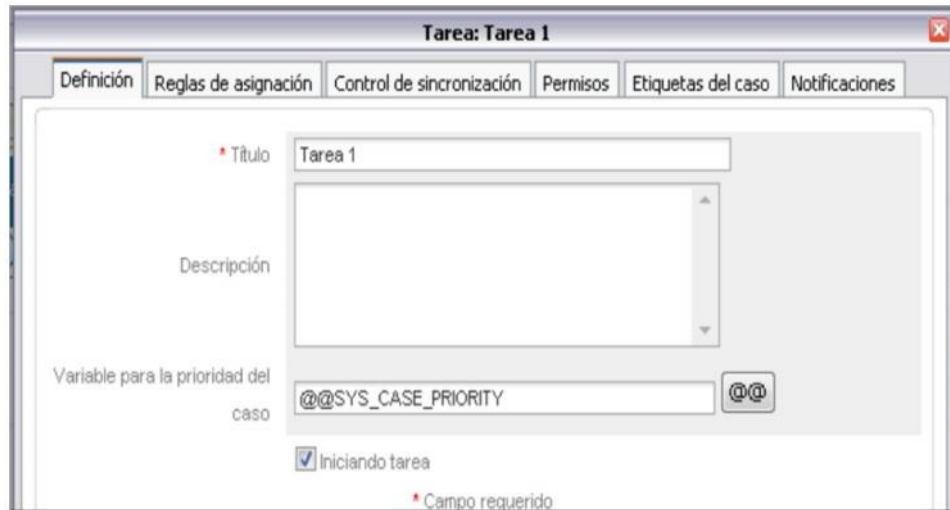 Tarea: Tarea 1
Definición Reglas de asignación Control de sincronización Permisos Etiquetas del caso Notificaciones
* Título Tarea 1
Descripción
Variable para la prioridad del
caso
@@SYS_CASE_PRIORITY @@
Iniciando tarea
* Campo requerido